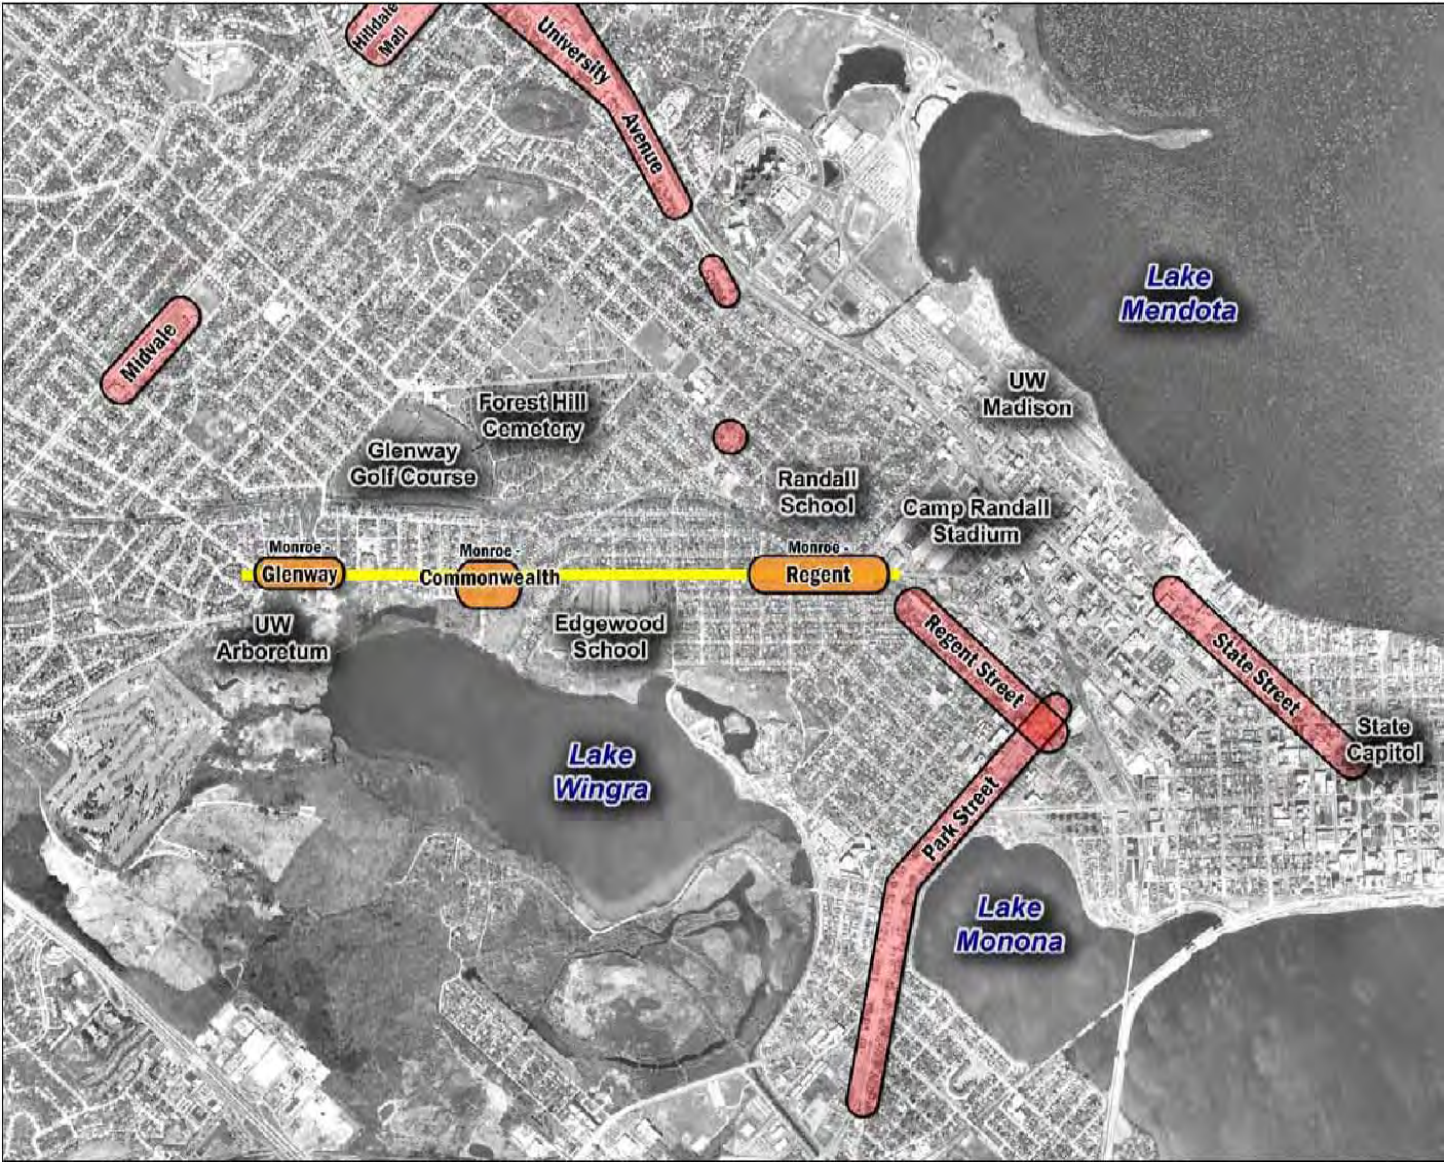 Hilldale
Mall
University
Avenue
Lake
Mendota
Midvale
UW
Madison
Forest Hill
Cemetery
Glenway
Golf Course
Randall
School
Camp Randall
Stadium
Monroe -
Glenway
Monroe -
Commonwealth
Monroe -
Regent
UW
Arboretum
Edgewood
School
Regent Street
State Street
State
Capitol
Lake
Wingra
Park Street
Lake
Monona